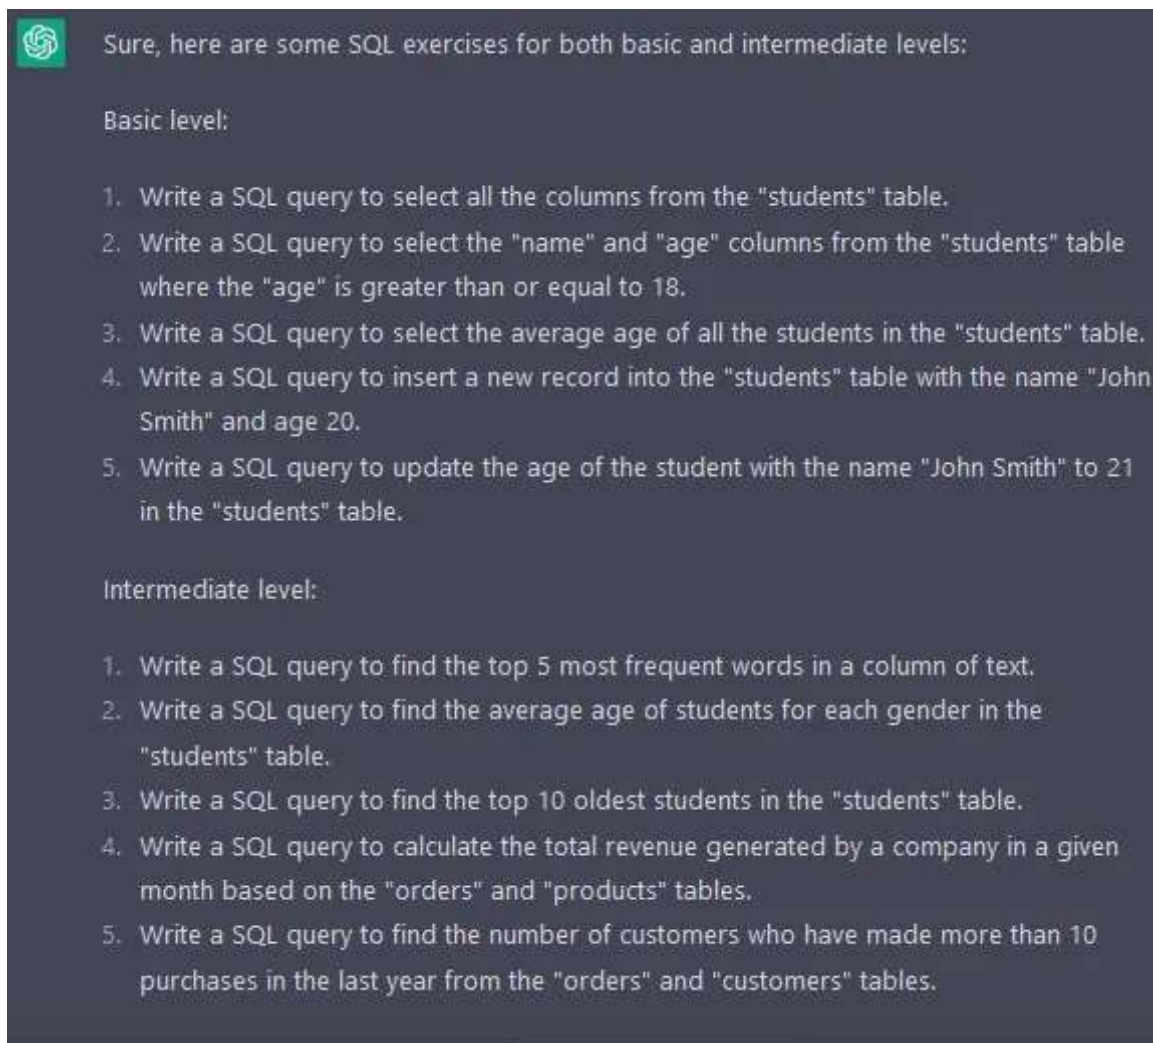 Sure, here are some SQL exercises for both basic and intermediate levels:
Basic level:
1. Write a SQL query to select all the columns from the "students" table.
2. Write a SQL query to select the "name" and "age" columns from the "students" table
where the "age" is greater than or equal to 18.
3. Write a SQL query to select the average age of all the students in the "students" table.
4. Write a SQL query to insert a new record into the "students" table with the name "John
Smith" and age 20.
5. Write a SQL query to update the age of the student with the name "John Smith" to 21
in the "students" table.
Intermediate level:
1. Write a SQL query to find the top 5 most frequent words in a column of text.
2. Write a SQL query to find the average age of students for each gender in the
"students" table.
3. Write a SQL query to find the top 10 oldest students in the "students" table.
4. Write a SQL query to calculate the total revenue generated by a company in a given
month based on the "orders" and "products" tables.
5. Write a SQL query to find the number of customers who have made more than 10
purchases in the last year from the "orders" and "customers" tables.